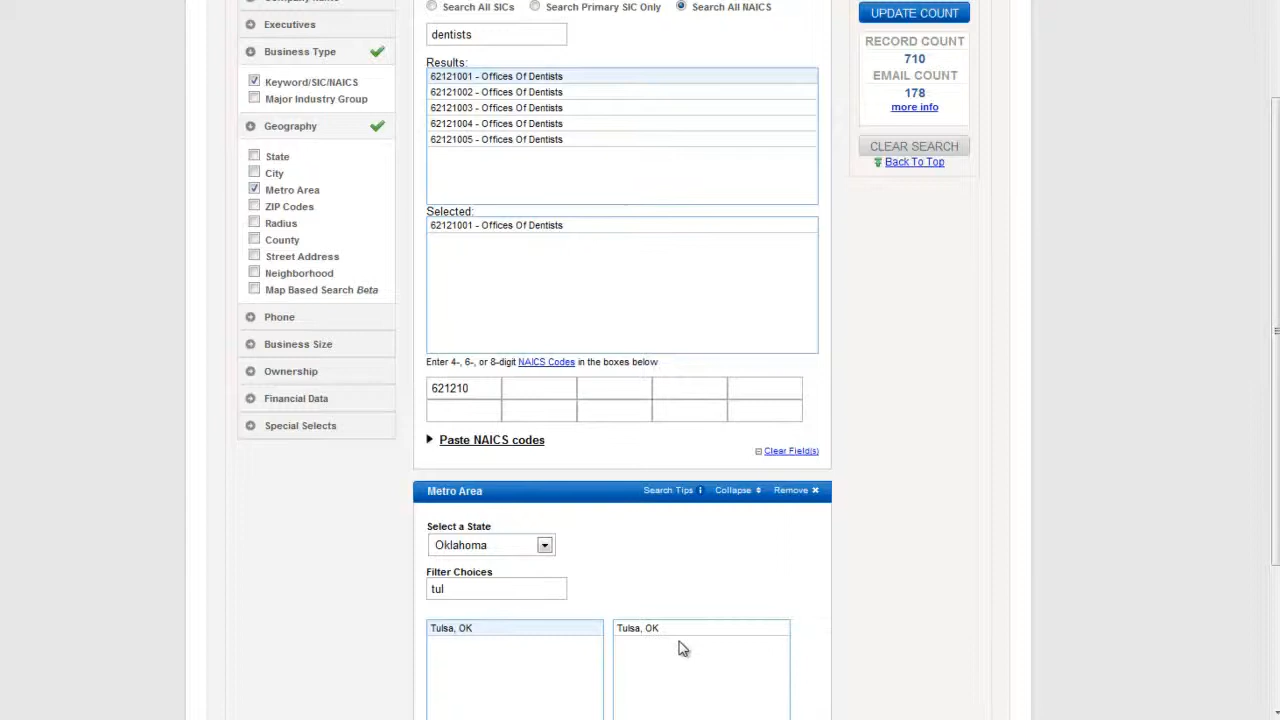 Executives
Business Type
Keyword/SIC/NAICS
Major Industry Group
Geography
State
City
Metro Area
ZIP Codes
Radius
County
Street Address
Neighborhood
Map Based Search Beta
Phone
Business Size
Ownership
Financial Data
Special Selects
Search All SICs Search Primary SIC Only Search All NAICS
dentists
Results:
62121001 - Offices Of Dentists
62121002 - Offices Of Dentists
62121003 - Offices Of Dentists
62121004 - Offices Of Dentists
62121005 - Offices Of Dentists
Selected:
62121001 - Offices Of Dentists
Enter 4-, 6-, or 8-digit NAICS Codes in the boxes below
621210
Paste NAICS codes
Clear Field(s)
Metro Area Search Tips Collapse Remove
Select a State
Oklahoma
Filter Choices
tul
Tulsa, OK Tulsa, OK
UPDATE COUNT
RECORD COUNT
710
EMAIL COUNT
178
more info
CLEAR SEARCH
Back To Top